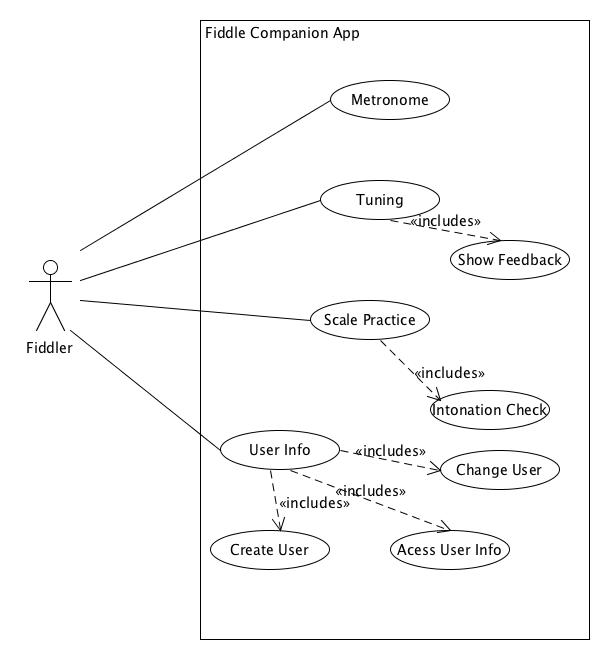 Fiddle Companion App
Metronome
Tuning
«includes»
Show Feedback
Scale Practice
Fiddler
«includes»
Intonation Check
User Info
«includes»
Change User
«includes»
«includes»
Create User
Acess User Info